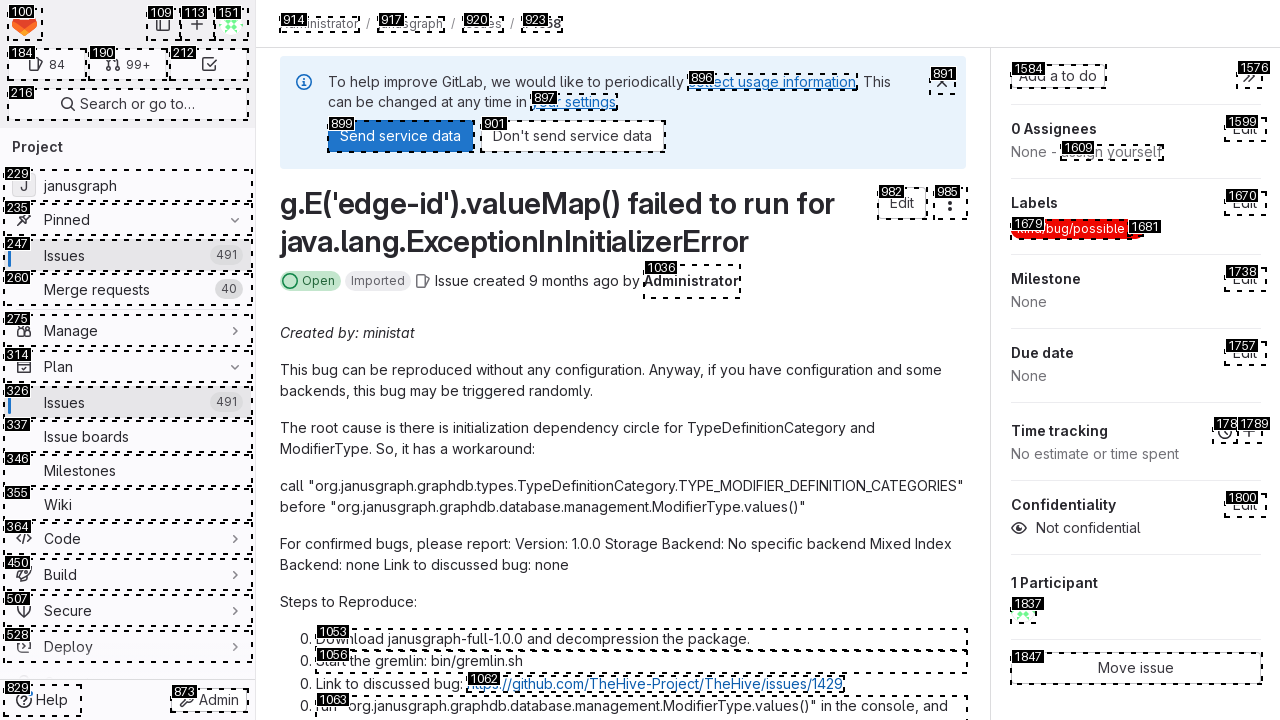 100
109
113
151
184
84
190
99+
212
216
Search or go to…
Project
229
J janusgraph
235
Pinned
247
Issues 491
260
Merge requests 40
275
Manage
314
Plan
326
Issues 491
337
Issue boards
346
Milestones
355
Wiki
364
Code
450
Build
507
Secure
528
Deploy
829
Help
873
Admin
914
/
917
/
920
/
923
To help improve GitLab, we would like to periodically 896 collect usage information. This
can be changed at any time in 897 your settings.
891
899
Send service data
901
Don't send service data
g.E('edge-id').valueMap() failed to run for
java.lang.ExceptionInInitializerError
982
Edit
985
Open Imported Issue created 9 months ago by 1036 Administrator
Created by: ministat
This bug can be reproduced without any configuration. Anyway, if you have configuration and some
backends, this bug may be triggered randomly.
The root cause is there is initialization dependency circle for TypeDefinitionCategory and
ModifierType. So, it has a workaround:
call "org.janusgraph.graphdb.types.TypeDefinitionCategory.TYPE_MODIFIER_DEFINITION_CATEGORIES"
before "org.janusgraph.graphdb.database.management.ModifierType.values()"
For confirmed bugs, please report: Version: 1.0.0 Storage Backend: No specific backend Mixed Index
Backend: none Link to discussed bug: none
Steps to Reproduce:
1053
0. Download janusgraph-full-1.0.0 and decompression the package.
1056
0. Start the gremlin: bin/gremlin.sh
1062
0. Link to discussed bug: https://github.com/TheHive-Project/TheHive/issues/1429
1063
0. run "org.janusgraph.graphdb.database.management.ModifierType.values()" in the console, and
1584
Add a to do
1576
0 Assignees
1599
Edit
None - 1609 assign yourself
Labels
1670
Edit
1679
kind/bug/possible
1681
Milestone
1738
Edit
None
Due date
1757
Edit
None
Time tracking
178
1789
No estimate or time spent
Confidentiality
1800
Edit
Not confidential
1 Participant
1837
1847
Move issue